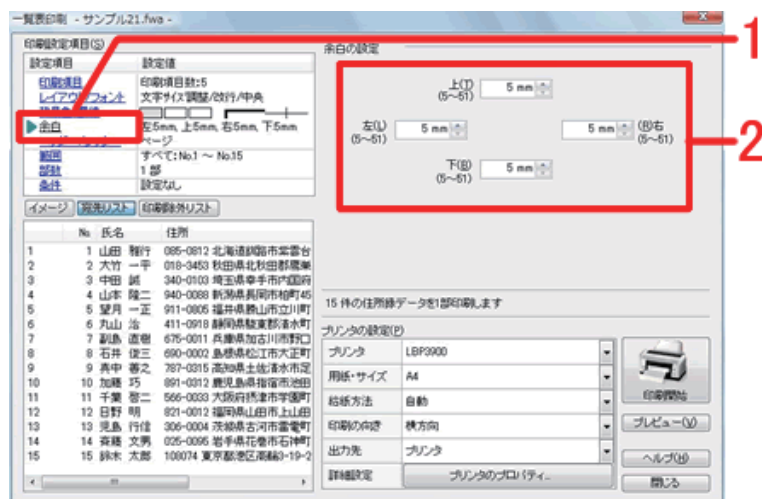 一覧表印刷 - サンプル21.fwa -
1
印刷設定項目(S)
設定項目 設定値
印刷項目 印刷項目数:5
レイアウト フォント 文字サイズ調整/改行/中央
余白 左5mm, 上5mm, 右5mm, 下5mm
ページ
範囲 すべて:No.1 ～ No.15
部数 1 部
条件 設定なし
余白の設定
2
上(T) 5 mm
(5～51)
左(L) 5 mm
(5～51)
5 mm (R)右
(5～51)
下(B) 5 mm
(5～51)
イメージ 宛先リスト 印刷除外リスト
No. 氏名 住所
1 1 山田 雅行 085-0812 北海道釧路市紫雲台
2 2 大竹 一平 018-3453 秋田県北秋田郡鷹巣
3 3 中田 誠 340-0103 埼玉県幸手市内国府
4 4 山本 隆二 940-0088 新潟県長岡市柏町45
5 5 望月 一正 911-0805 福井県勝山市立川町
6 6 丸山 治 411-0918 静岡県駿東郡清水町
7 7 副島 直樹 675-0011 兵庫県加古川市野口
8 8 石井 俊三 690-0002 島根県松江市大正町
9 9 真中 善之 787-0315 高知県土佐清水市足
10 10 加藤 巧 891-0312 鹿児島県指宿市池田
11 11 千葉 啓二 566-0033 大阪府摂津市学園町
12 12 日野 明 821-0012 福岡県山田市上山田
13 13 児島 行信 306-0004 茨城県古河市雷電町
14 14 斉藤 文男 025-0095 岩手県花巻市石神町
15 15 鈴木 太郎 108074 東京都港区高輪3-19-2
15 件の住所録データを1部印刷します
プリンタの設定(P)
プリンタ LBP3900
用紙・サイズ A4
給紙方法 自動
印刷の向き 横方向
出力先 プリンタ
詳細設定 プリンタのプロパティ...
印刷開始
プレビュー(V)
ヘルプ(H)
閉じる